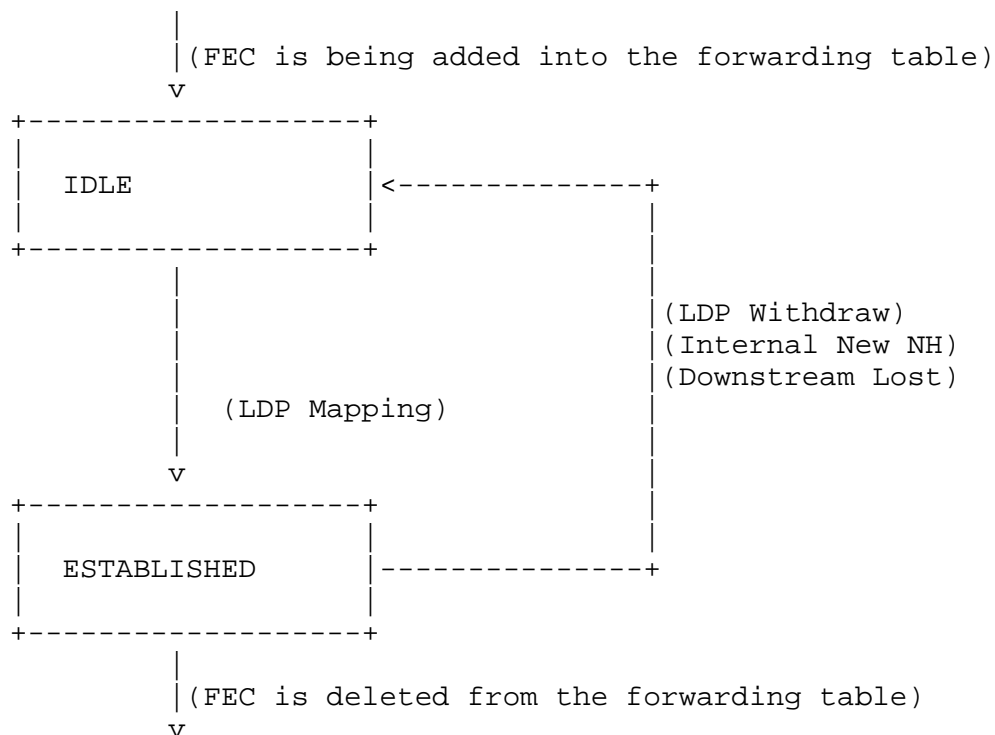 (FEC is being added into the forwarding table)
IDLE
(LDP Withdraw)
(Internal New NH)
(Downstream Lost)
(LDP Mapping)
ESTABLISHED
(FEC is deleted from the forwarding table)